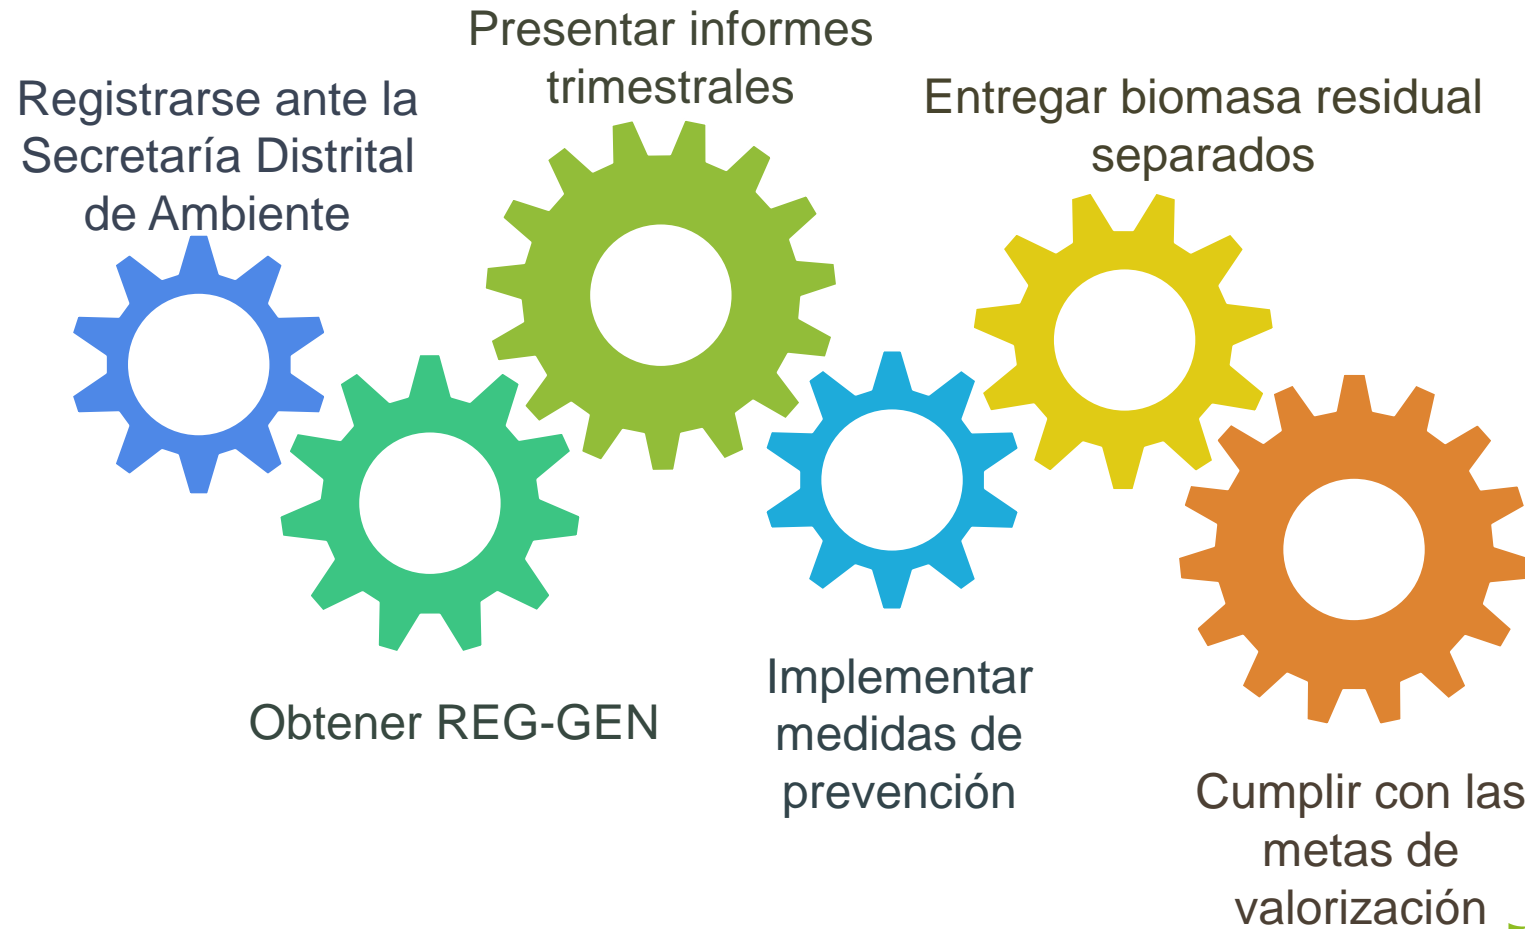 Registrarse ante la
Secretaría Distrital
de Ambiente
Obtener REG-GEN
Presentar informes
trimestrales
Implementar
medidas de
prevención
Entregar biomasa residual
separados
Cumplir con las
metas de
valorización